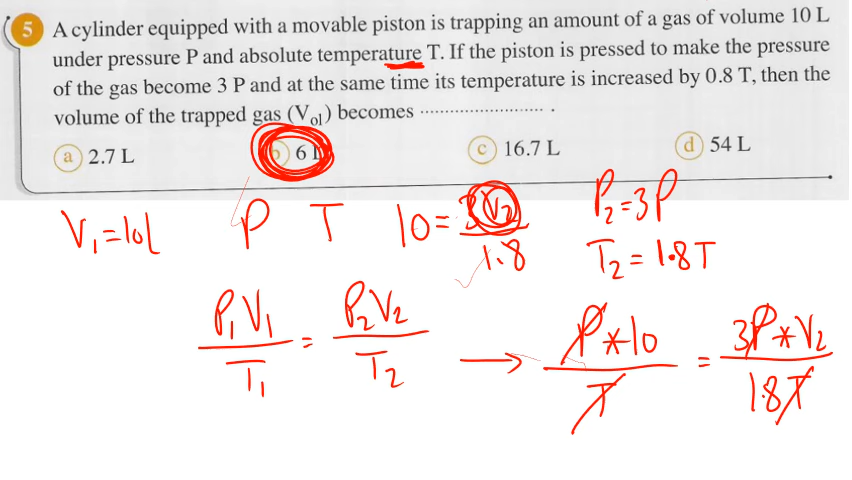 5 A cylinder equipped with a movable piston is trapping an amount of a gas of volume 10 L
under pressure P and absolute temperature T. If the piston is pressed to make the pressure
of the gas become 3 P and at the same time its temperature is increased by 0.8 T, then the
volume of the trapped gas (Vol) becomes ........................ .
a 2.7 L b 6 L c 16.7 L d 54 L
V₁=10L P T 10 = 3V₂/1.8 P₂=3P
T₂= 1.8T
P₁V₁/T₁ = P₂V₂/T₂ → P*10/T = 3P*V₂/1.8T